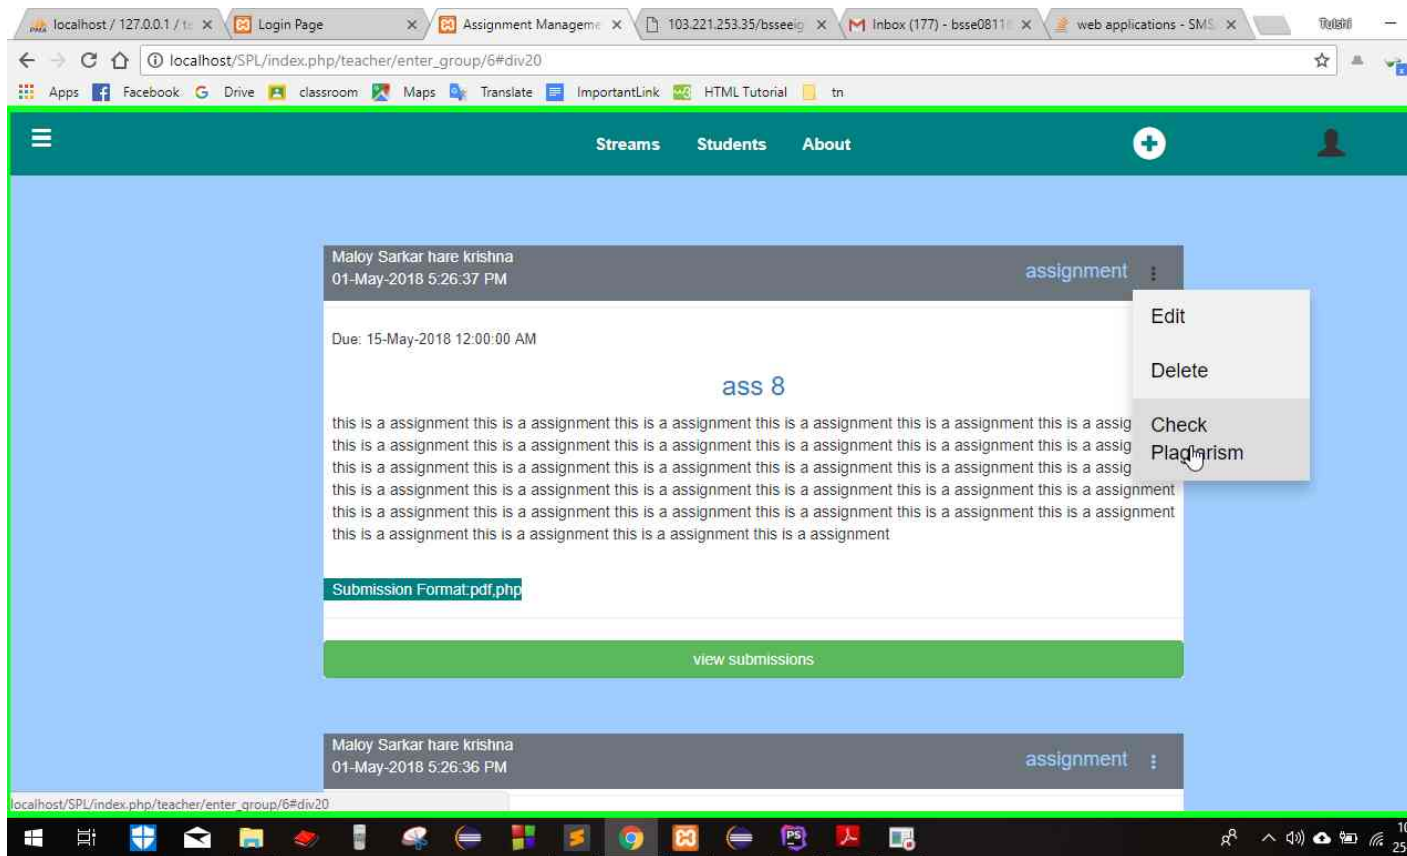 localhost / 127.0.0.1 / te
Login Page
Assignment Manageme
103.221.253.35/bsseeig
Inbox (177) - bsse0811
web applications - SMS
Tulshi
localhost/SPL/index.php/teacher/enter_group/6#div20
Apps Facebook Drive classroom Maps Translate ImportantLink HTML Tutorial tn
Streams Students About
Maloy Sarkar hare krishna
01-May-2018 5:26:37 PM
assignment
Edit
Delete
Check
Plagiarism
Due: 15-May-2018 12:00:00 AM
ass 8
this is a assignment this is a assignment this is a assignment this is a assignment this is a assignment this is a assig
this is a assignment this is a assignment this is a assignment this is a assignment this is a assignment this is a assig
this is a assignment this is a assignment this is a assignment this is a assignment this is a assignment this is a assig
this is a assignment this is a assignment this is a assignment this is a assignment this is a assignment this is a assignment
this is a assignment this is a assignment this is a assignment this is a assignment this is a assignment this is a assignment
this is a assignment this is a assignment this is a assignment this is a assignment
Submission Format:pdf,php
view submissions
Maloy Sarkar hare krishna
01-May-2018 5:26:36 PM
assignment
localhost/SPL/index.php/teacher/enter_group/6#div20
10
25